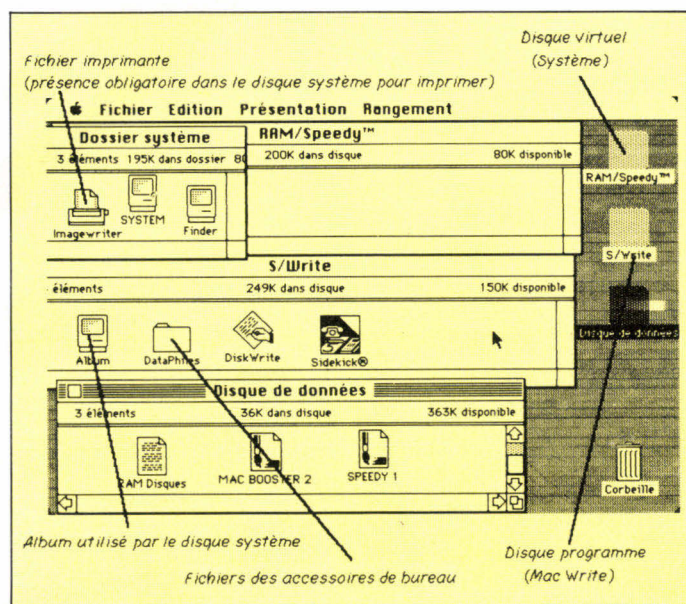 Disque virtuel
(Système)
Fichier imprimante
(présence obligatoire dans le disque système pour imprimer)
Fichier Edition Présentation Rangement
Dossier système
RAM/Speedy™
3 éléments 195K dans dossier 80
200K dans disque 80K disponible
RAM/Speedy™
Imagewriter
SYSTEM
Finder
S/Write
S/Write
éléments 249K dans disque 150K disponible
Disque de données
Album
DataPhnes
DiskWrite
Sidekick®
Disque de données
3 éléments 36K dans disque 363K disponible
RAM Disques
MAC BOOSTER 2
SPEEDY 1
Corbeille
Album utilisé par le disque système
Fichiers des accessoires de bureau
Disque programme
(Mac Write)